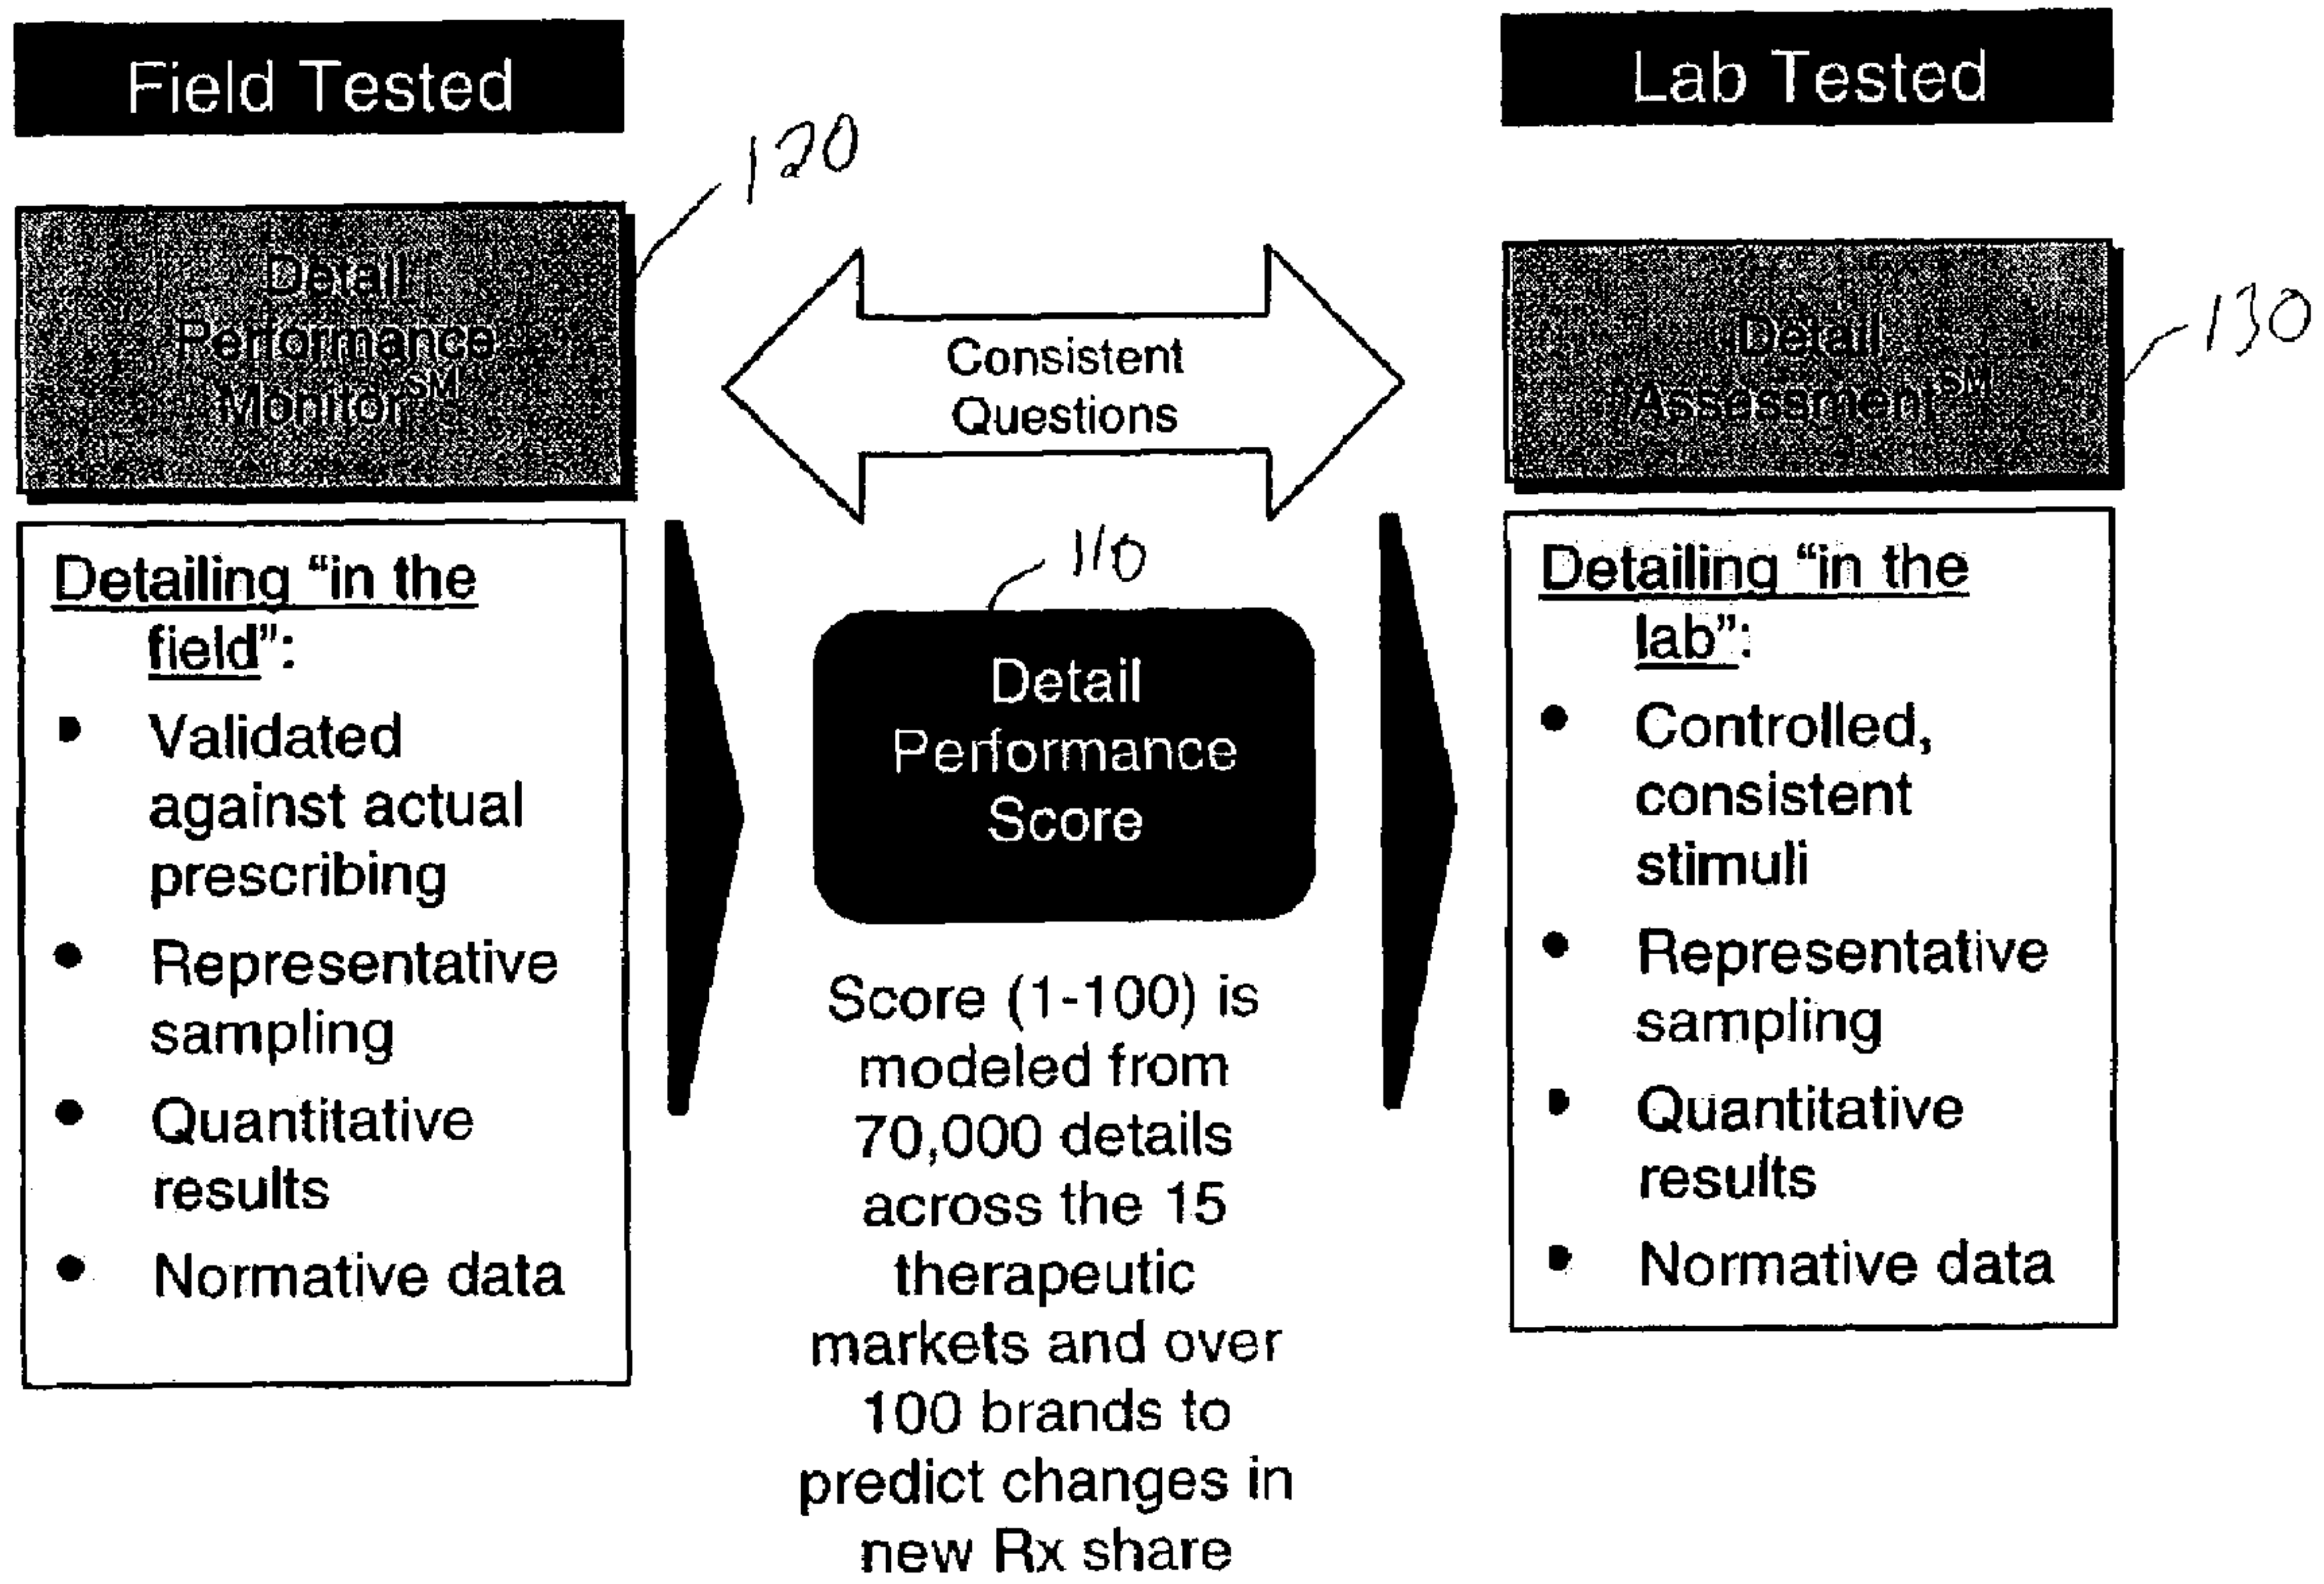 Field Tested
120
Detail
Performance
Monitor℠
Detailing “in the
field”:
• Validated
against actual
prescribing
• Representative
sampling
• Quantitative
results
• Normative data
Consistent
Questions
110
Detail
Performance
Score
Score (1-100) is
modeled from
70,000 details
across the 15
therapeutic
markets and over
100 brands to
predict changes in
new Rx share
Lab Tested
130
Detail
Assessment℠
Detailing “in the
lab”:
• Controlled,
consistent
stimuli
• Representative
sampling
• Quantitative
results
• Normative data